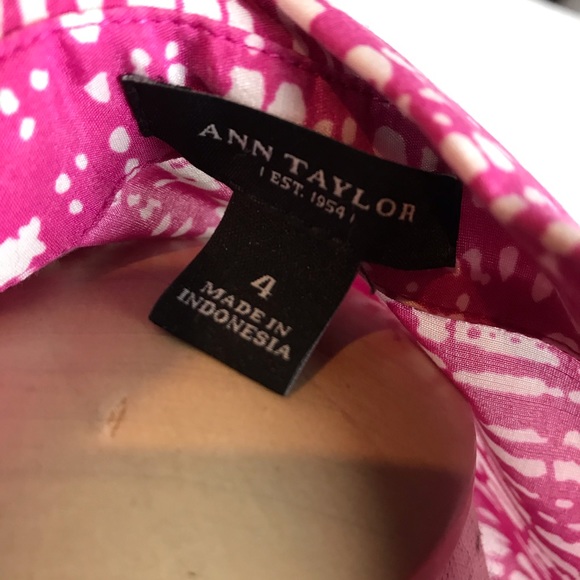 ANN TAYLOR
EST. 1954
4
MADE IN
INDONESIA